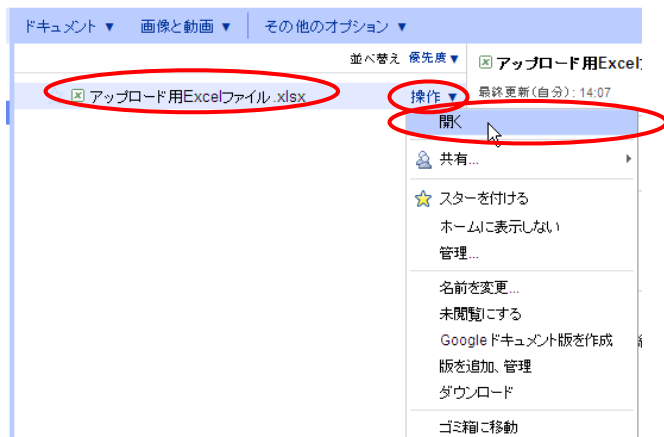 ドキュメント ▼ 画像と動画 ▼ その他のオプション ▼
並べ替え 優先度▼
アップロード用Excelファイル.xlsx
操作 ▼
アップロード用Excel
最終更新(自分): 14:07
開く
共有...
スターを付ける
ホームに表示しない
管理...
名前を変更...
未閲覧にする
Googleドキュメント版を作成
版を追加、管理
ダウンロード
ゴミ箱に移動